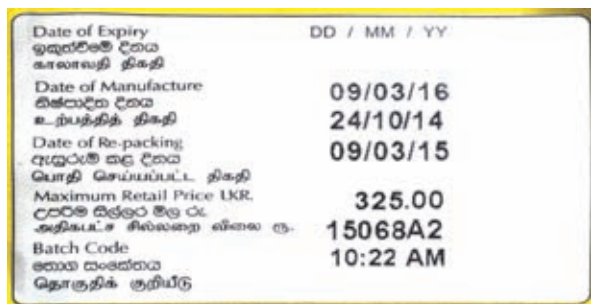 Date of Expiry DD / MM / YY
ඉකුත්වීමේ දිනය
காலாவதி திகதி
Date of Manufacture 09/03/16
නිෂ්පාදිත දිනය
உற்பத்தித் திகதி 24/10/14
Date of Re-packing 09/03/15
ඇසුරුම් කළ දිනය
பொதி செய்யப்பட்ட திகதி
Maximum Retail Price LKR. 325.00
උපරිම සිල්ලර මිල රු.
அதிகபட்ச சில்லறை விலை ரூ. 15068A2
Batch Code 10:22 AM
තොග සංකේතය
தொகுதிக் குறியீடு